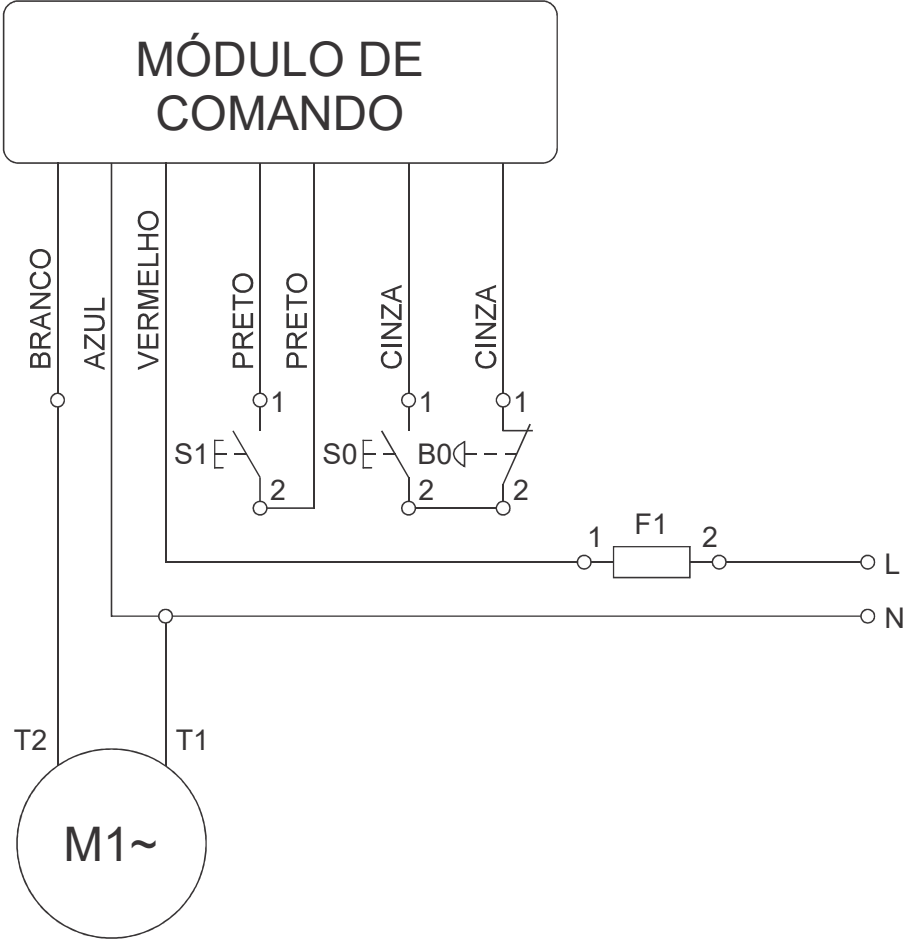 MÓDULO DE
COMANDO
BRANCO
AZUL
VERMELHO
PRETO
PRETO
CINZA
CINZA
1
1
1
S1
S0
B0
2
2
2
1
F1
2
L
N
T2
T1
M1~